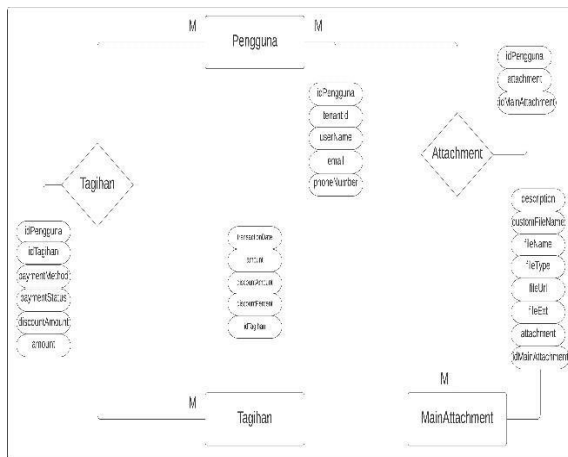 M
M
Pengguna
idPengguna
attachment
idMainAttachment
idPengguna
tenantId
userName
email
phoneNumber
Attachment
Tagihan
idPengguna
idTagihan
paymentMethod
paymentStatus
discountAmount
amount
transactionDate
amount
discountAmount
discountPercent
idTagihan
description
customFileName
fileName
fileType
fileUrl
fileExt
attachment
idMainAttachment
M
M
Tagihan
MainAttachment